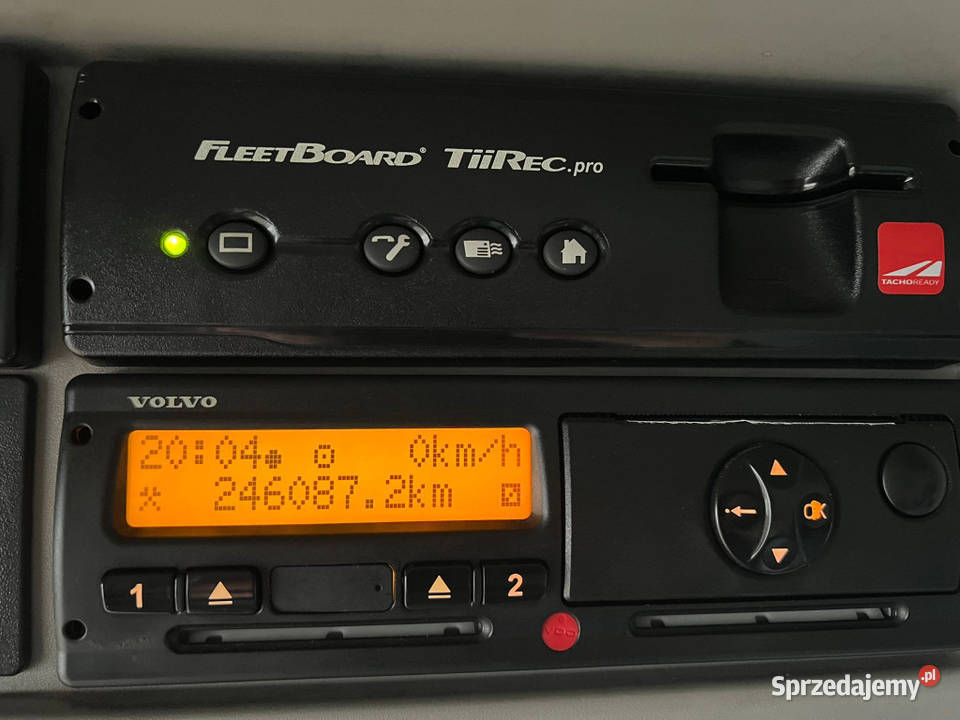 FLEETBOARD® TiiREC.pro
TACHOREADY
VOLVO
20:04 0km/h
246087.2km
1
2
VDO
Sprzedajemy.pl